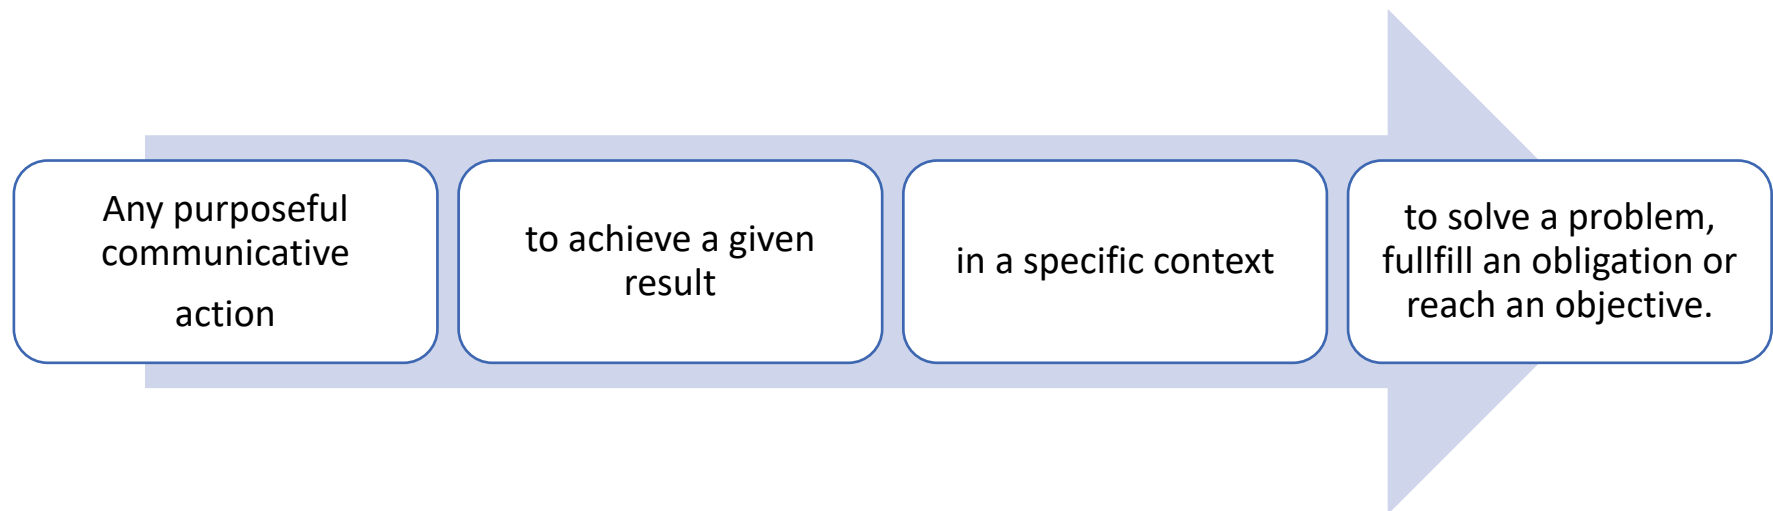 Any purposeful
communicative
action
to achieve a given
result
in a specific context
to solve a problem,
fullfill an obligation or
reach an objective.